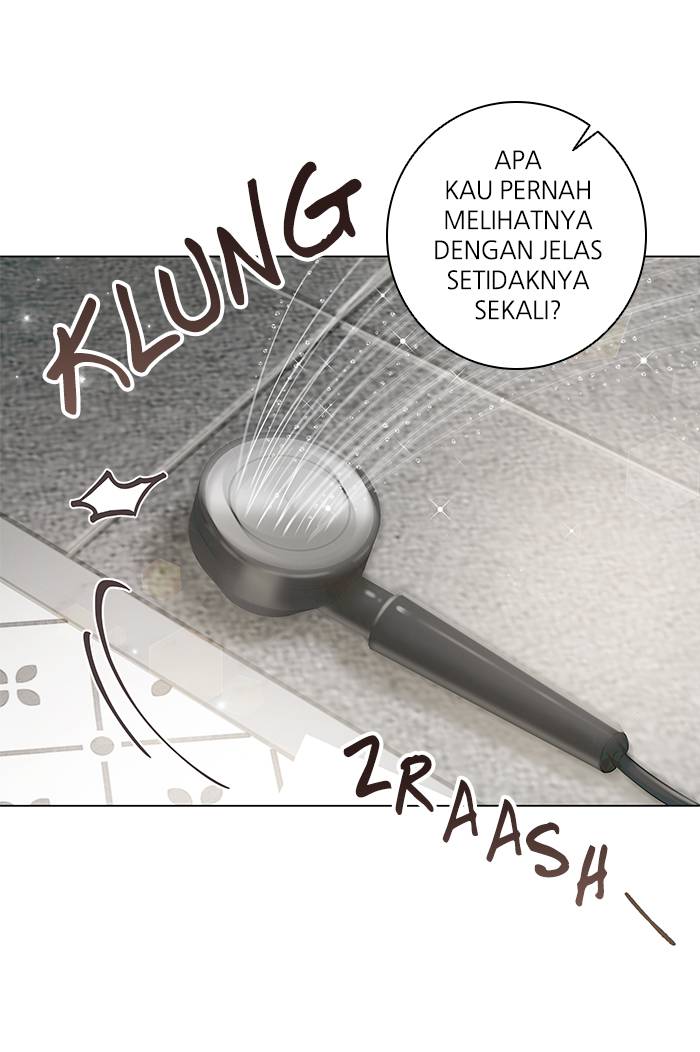 KLUNG
APA
KAU PERNAH
MELIHATNYA
DENGAN JELAS
SETIDAKNYA
SEKALI?
ZRAASH